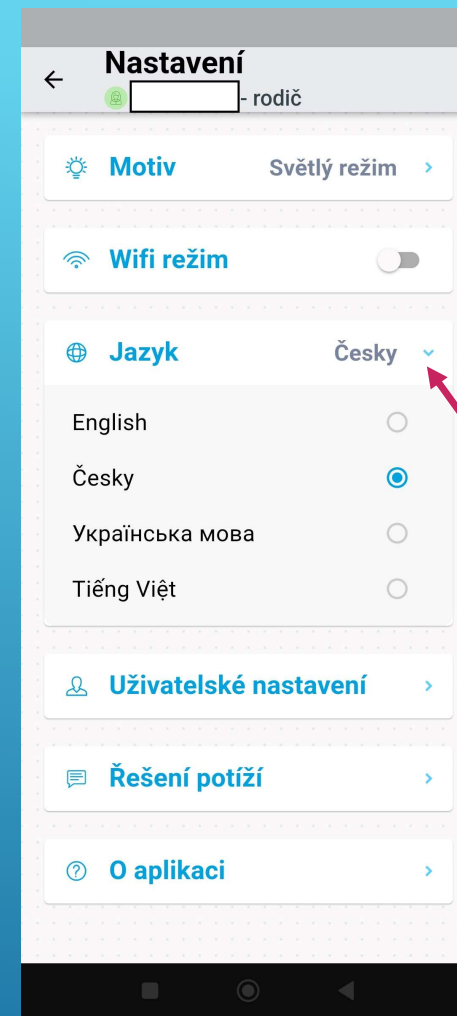 Nastavení
- rodič
Motiv Světlý režim
Wifi režim
Jazyk Česky
English
Česky
Українська мова
Tiếng Việt
Uživatelské nastavení
Řešení potíží
O aplikaci